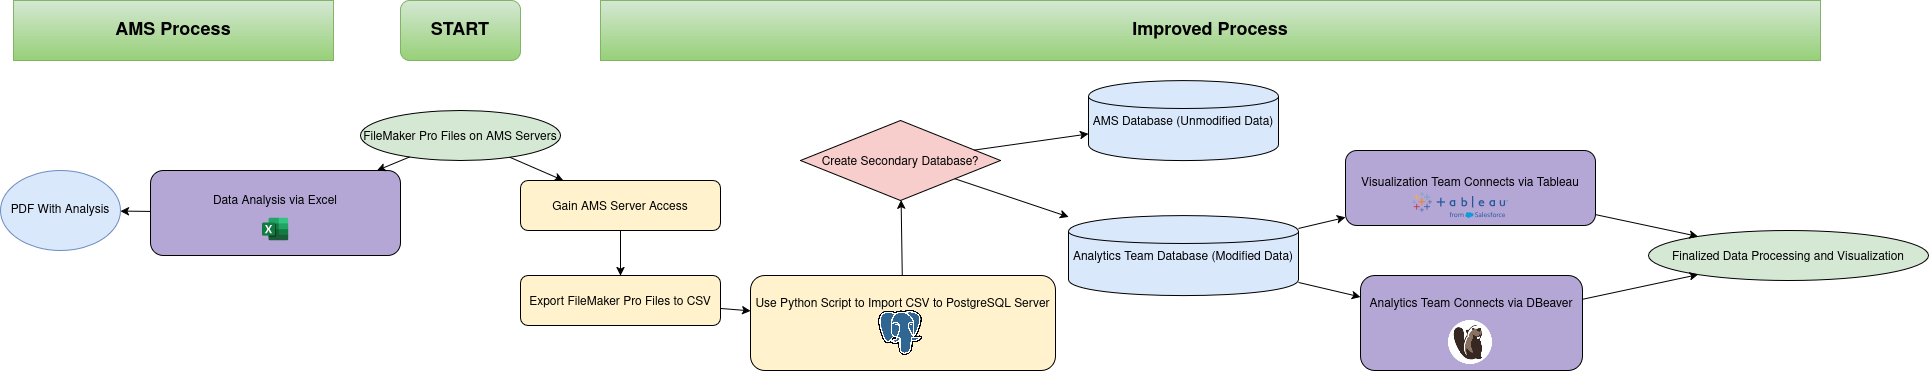 AMS Process
START
Improved Process
FileMaker Pro Files on AMS Servers
PDF With Analysis
Data Analysis via Excel
X
Gain AMS Server Access
Export FileMaker Pro Files to CSV
Use Python Script to Import CSV to PostgreSQL Server
Create Secondary Database?
AMS Database (Unmodified Data)
Analytics Team Database (Modified Data)
Visualization Team Connects via Tableau
+ableau
from Salesforce
Analytics Team Connects via DBeaver
Finalized Data Processing and Visualization